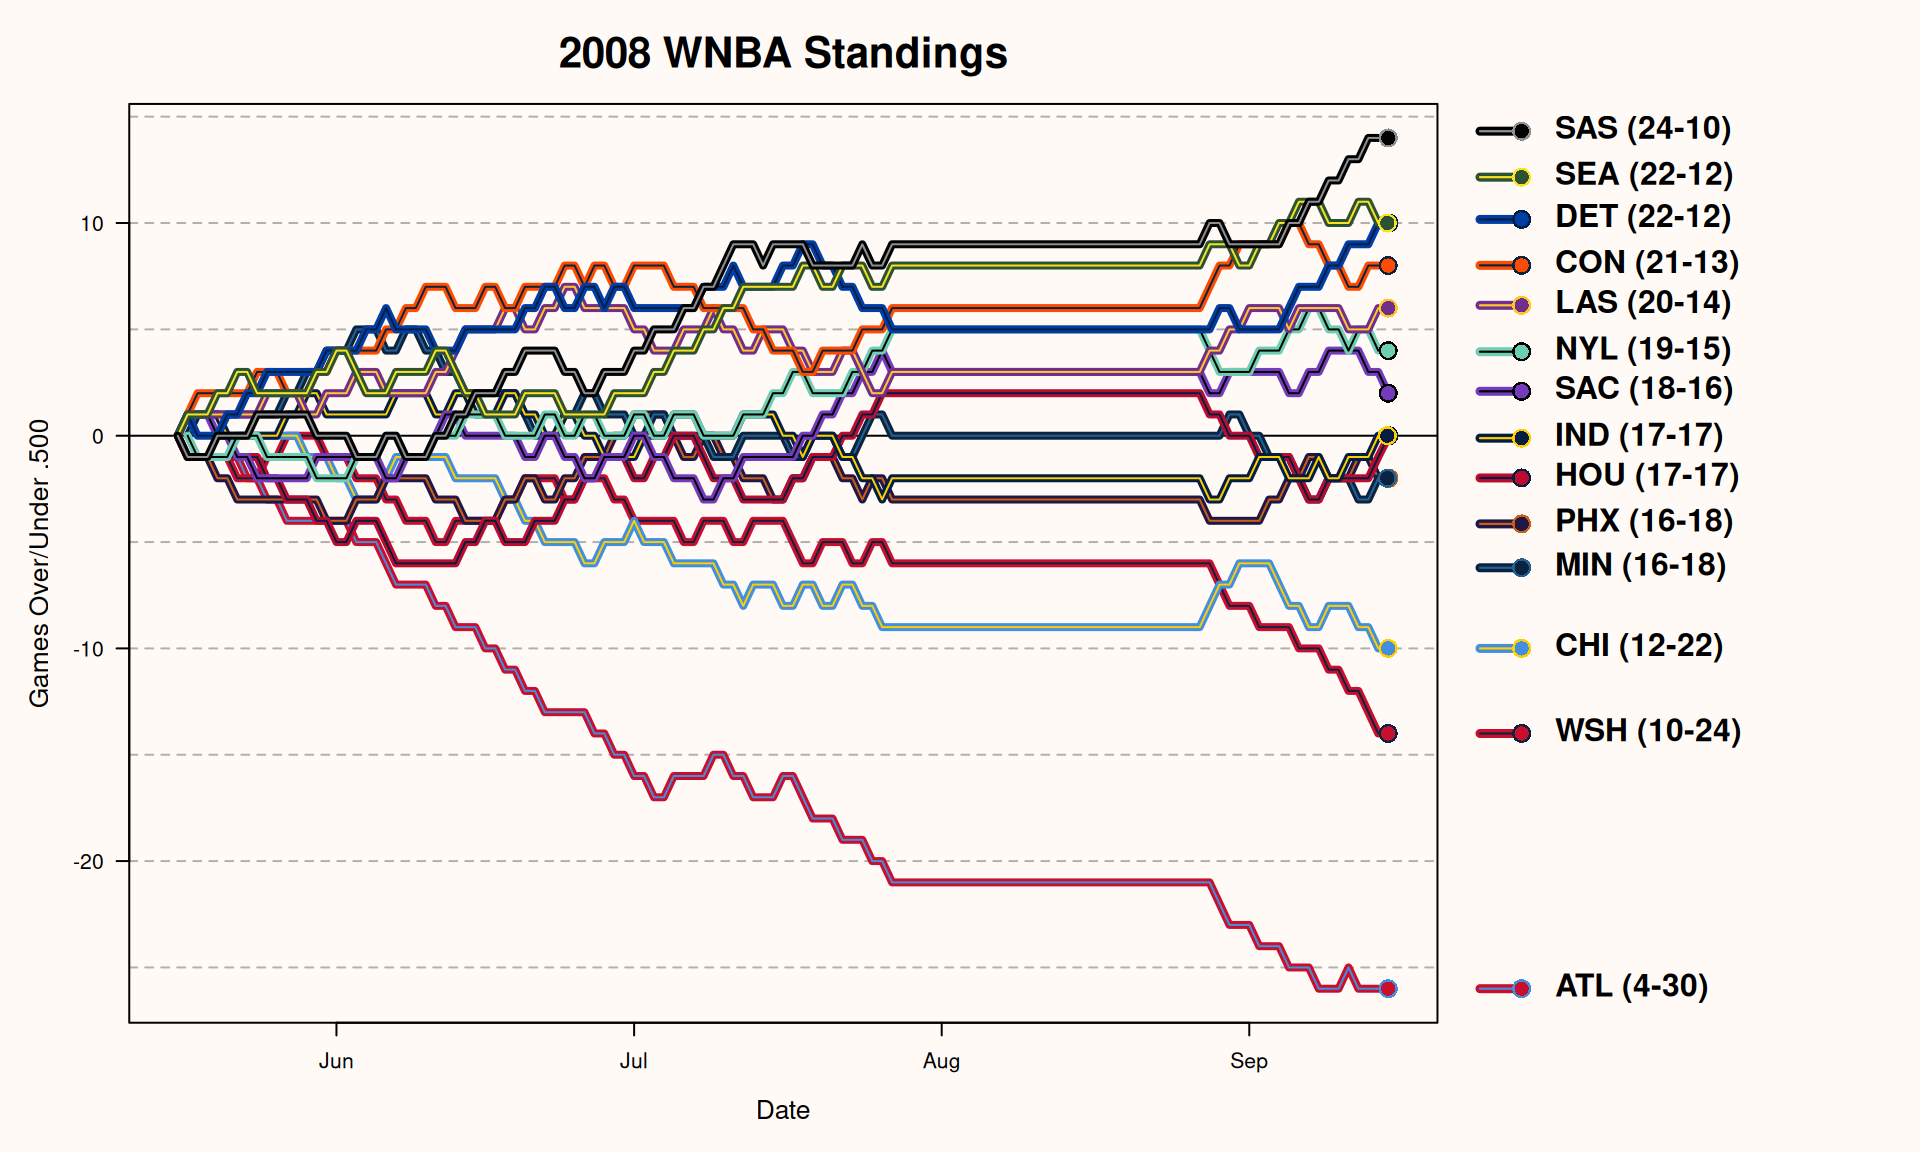 2008 WNBA Standings
SAS (24-10)
SEA (22-12)
DET (22-12)
CON (21-13)
LAS (20-14)
NYL (19-15)
SAC (18-16)
IND (17-17)
HOU (17-17)
PHX (16-18)
MIN (16-18)
CHI (12-22)
WSH (10-24)
ATL (4-30)
Games Over/Under .500
10
0
-10
-20
Jun Jul Aug Sep
Date